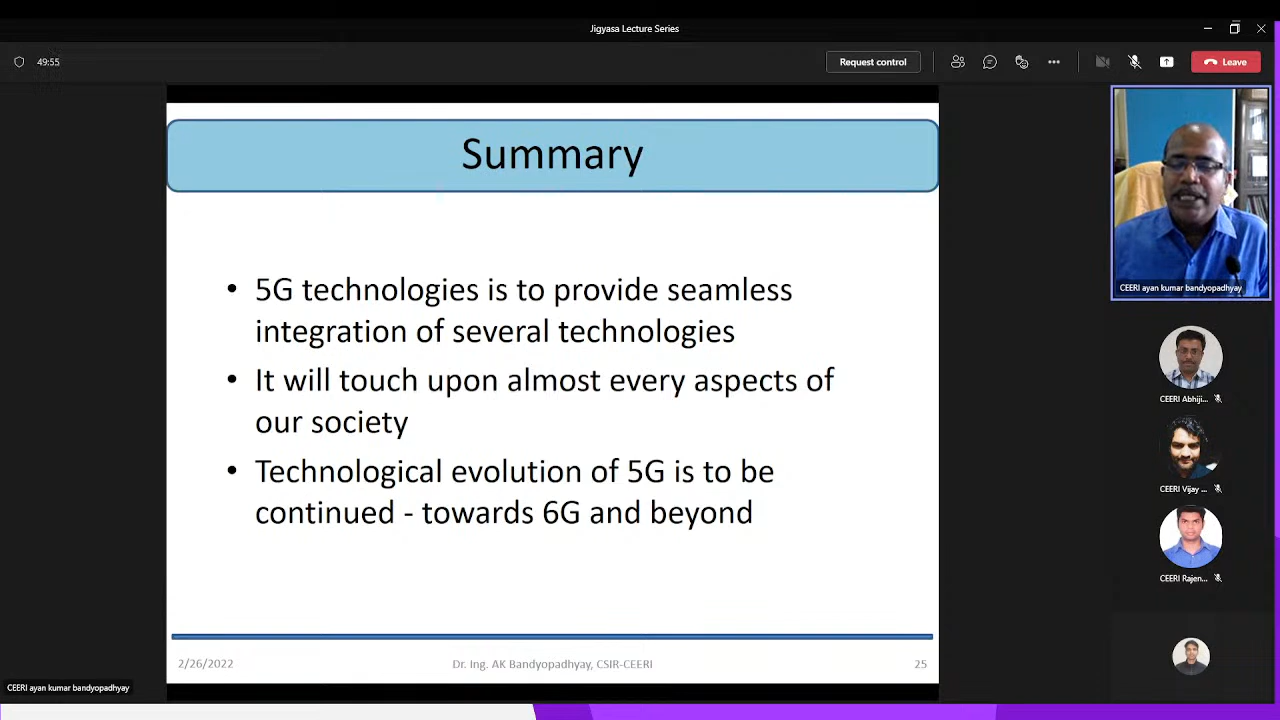 Jigyasa Lecture Series
49:55
Request control
Leave
Summary
• 5G technologies is to provide seamless
integration of several technologies
• It will touch upon almost every aspects of
our society
• Technological evolution of 5G is to be
continued - towards 6G and beyond
2/26/2022
Dr. Ing. AK Bandyopadhyay, CSIR-CEERI
25
CEERI ayan kumar bandyopadhyay
CEERI Abhiji...
CEERI Vijay ...
CEERI Rajen...
CEERI ayan kumar bandyopadhyay